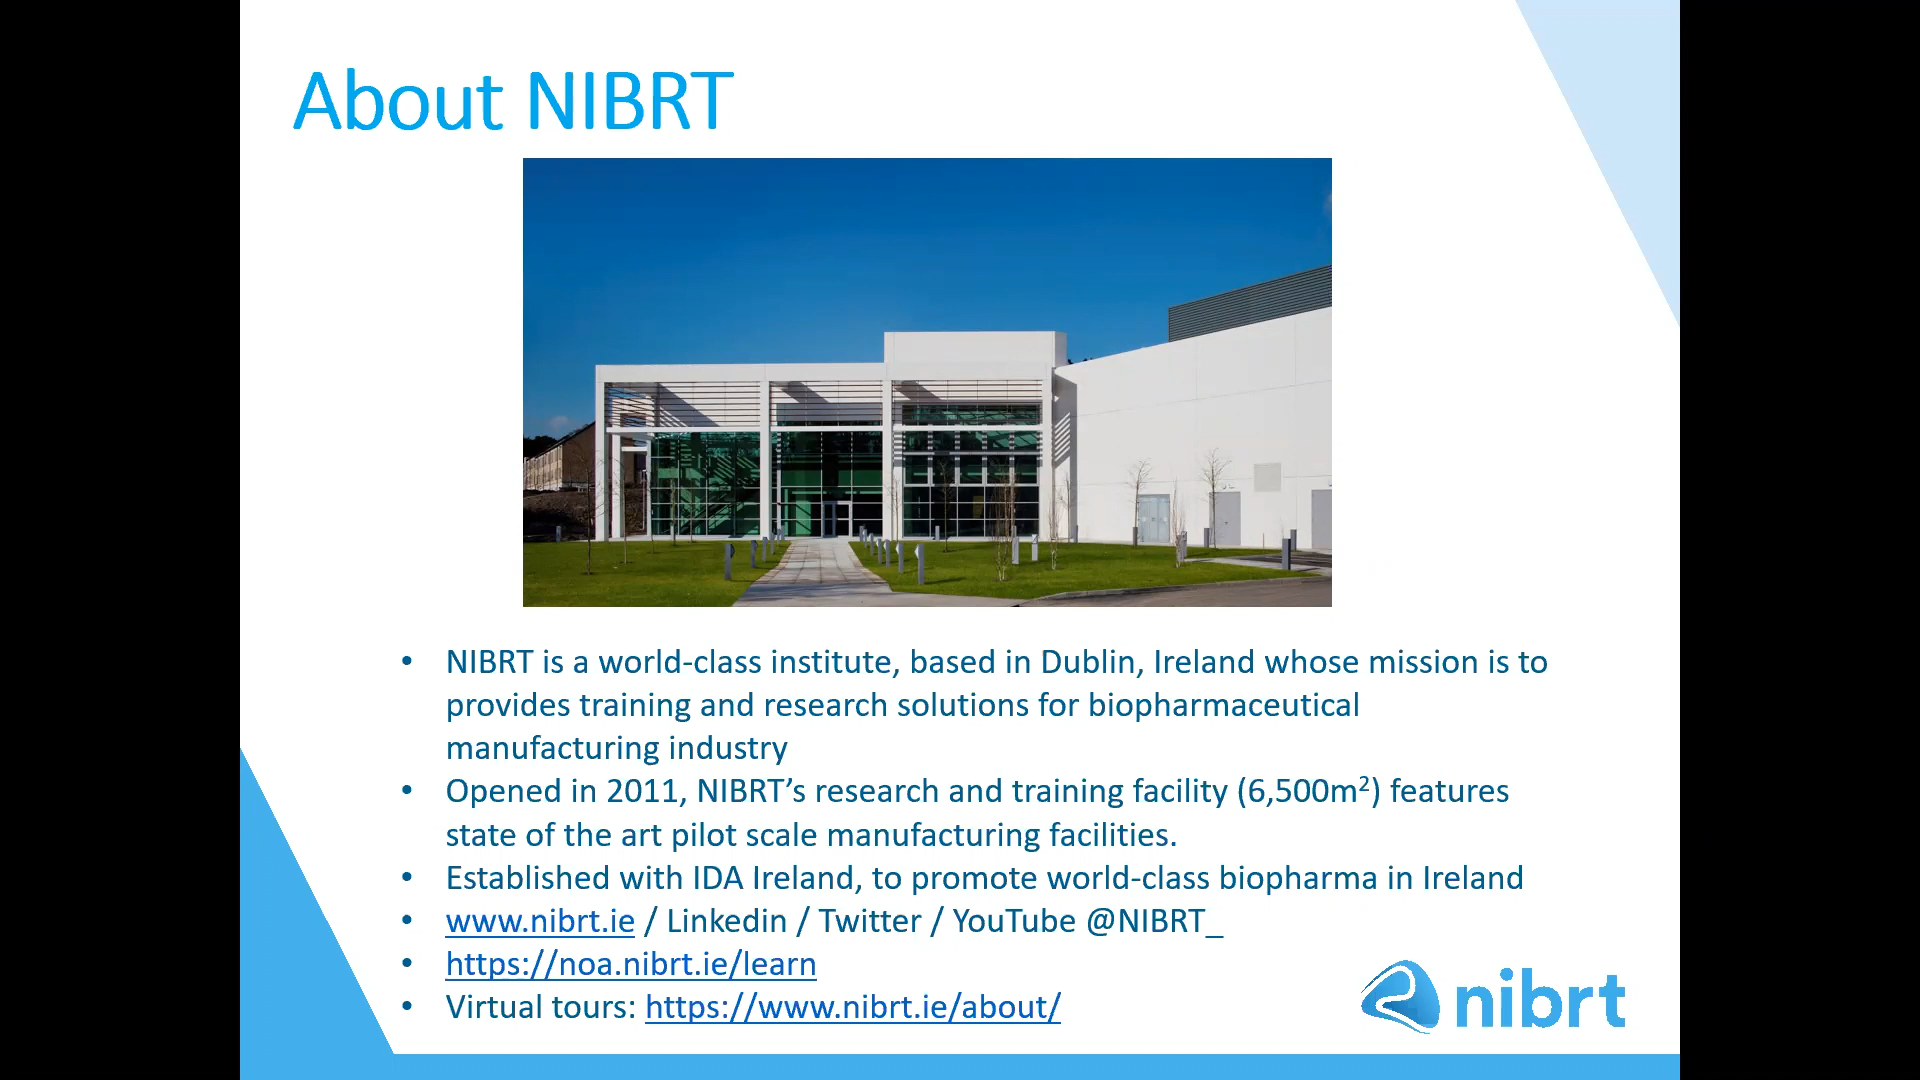 About NIBRT
• NIBRT is a world-class institute, based in Dublin, Ireland whose mission is to
provides training and research solutions for biopharmaceutical
manufacturing industry
• Opened in 2011, NIBRT’s research and training facility (6,500m²) features
state of the art pilot scale manufacturing facilities.
• Established with IDA Ireland, to promote world-class biopharma in Ireland
• www.nibrt.ie / Linkedin / Twitter / YouTube @NIBRT_
• https://noa.nibrt.ie/learn
• Virtual tours: https://www.nibrt.ie/about/
nibrt